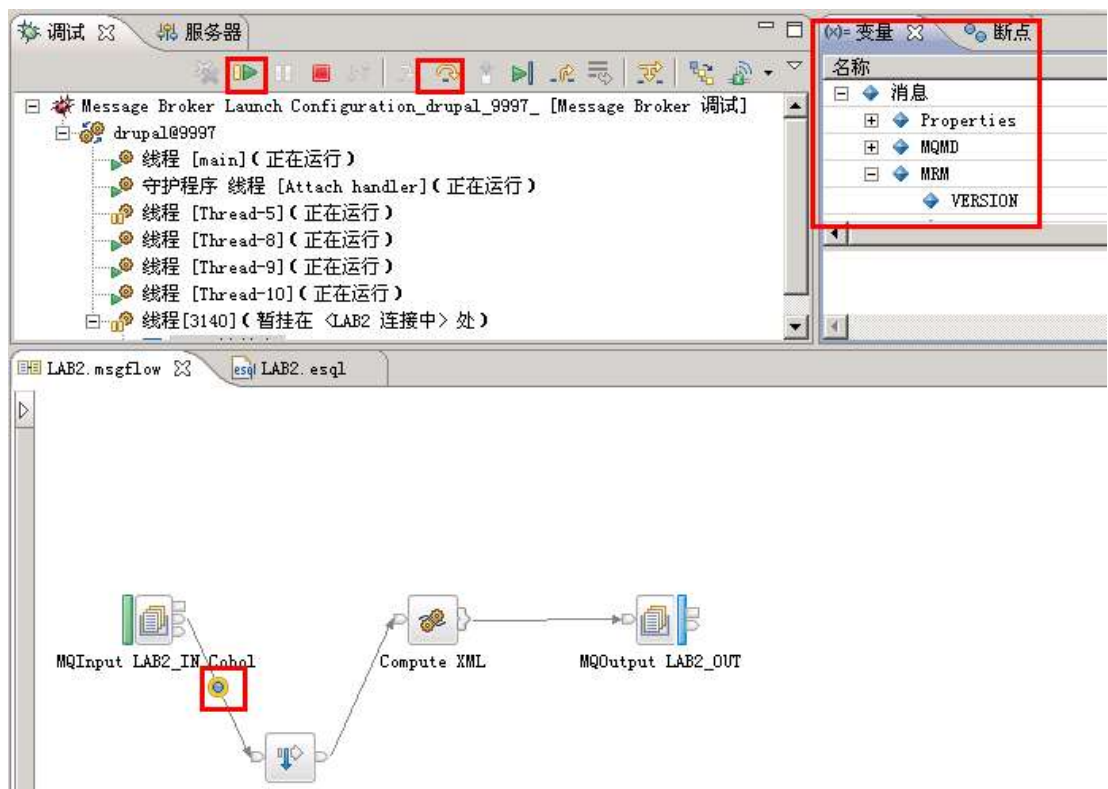 调试 服务器
Message Broker Launch Configuration_drupal_9997_ [Message Broker 调试]
drupal@9997
线程 [main](正在运行)
守护程序 线程 [Attach handler](正在运行)
线程 [Thread-5](正在运行)
线程 [Thread-8](正在运行)
线程 [Thread-9](正在运行)
线程 [Thread-10](正在运行)
线程[3140](暂挂在 <LAB2 连接中> 处)
(x)= 变量 断点
名称
消息
Properties
MQMD
MRM
VERSION
LAB2.msgflow esql LAB2.esql
MQInput LAB2_IN_Cobol
Compute XML
MQOutput LAB2_OUT